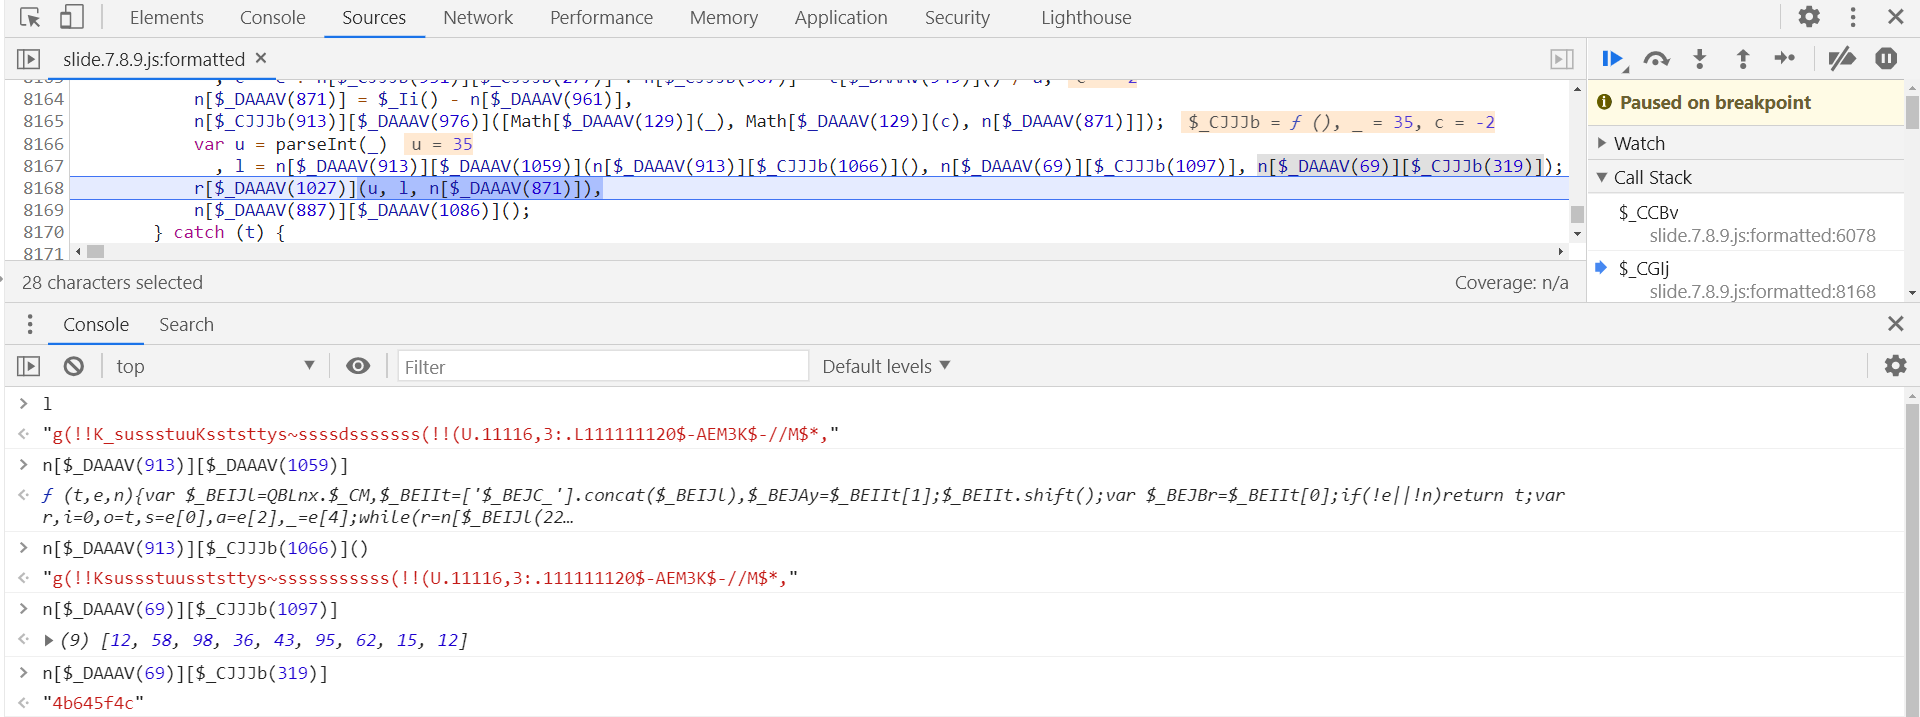 Elements Console Sources Network Performance Memory Application Security Lighthouse
slide.7.8.9.js:formatted ×
8164 n[$_DAAAV(871)] = $_Ii() - n[$_DAAAV(961)],
8165 n[$_CJJJb(913)][$_DAAAV(976)]([Math[$_DAAAV(129)](_), Math[$_DAAAV(129)](c), n[$_DAAAV(871)]]); $_CJJJb = ƒ (), _ = 35, c = -2
8166 var u = parseInt(_) u = 35
8167 , l = n[$_DAAAV(913)][$_DAAAV(1059)](n[$_DAAAV(913)][$_CJJJb(1066)](), n[$_DAAAV(69)][$_CJJJb(1097)], n[$_DAAAV(69)][$_CJJJb(319)]);
8168 r[$_DAAAV(1027)](u, l, n[$_DAAAV(871)]),
8169 n[$_DAAAV(887)][$_DAAAV(1086)]();
8170 } catch (t) {
8171
28 characters selected
Coverage: n/a
Paused on breakpoint
Watch
Call Stack
$_CCBv
slide.7.8.9.js:formatted:6078
$_CGIj
slide.7.8.9.js:formatted:8168
Console Search
top Filter Default levels
> l
"g(!!K_sussstuuKsststtys~ssssdsssssss(!!(U.11116,3:.L111111120$-AEM3K$-//M$*,"
> n[$_DAAAV(913)][$_DAAAV(1059)]
ƒ (t,e,n){var $_BEIJl=QBLnx.$_CM,$_BEIIt=['$_BEJC_'].concat($_BEIJl),$_BEJAy=$_BEIIt[1];$_BEIIt.shift();var $_BEJBr=$_BEIIt[0];if(!e||!n)return t;var
r,i=0,o=t,s=e[0],a=e[2],_=e[4];while(r=n[$_BEIJl(22…
> n[$_DAAAV(913)][$_CJJJb(1066)]()
"g(!!Ksussstuusststtys~sssssssssss(!!(U.11116,3:.111111120$-AEM3K$-//M$*,"
> n[$_DAAAV(69)][$_CJJJb(1097)]
(9) [12, 58, 98, 36, 43, 95, 62, 15, 12]
> n[$_DAAAV(69)][$_CJJJb(319)]
"4b645f4c"